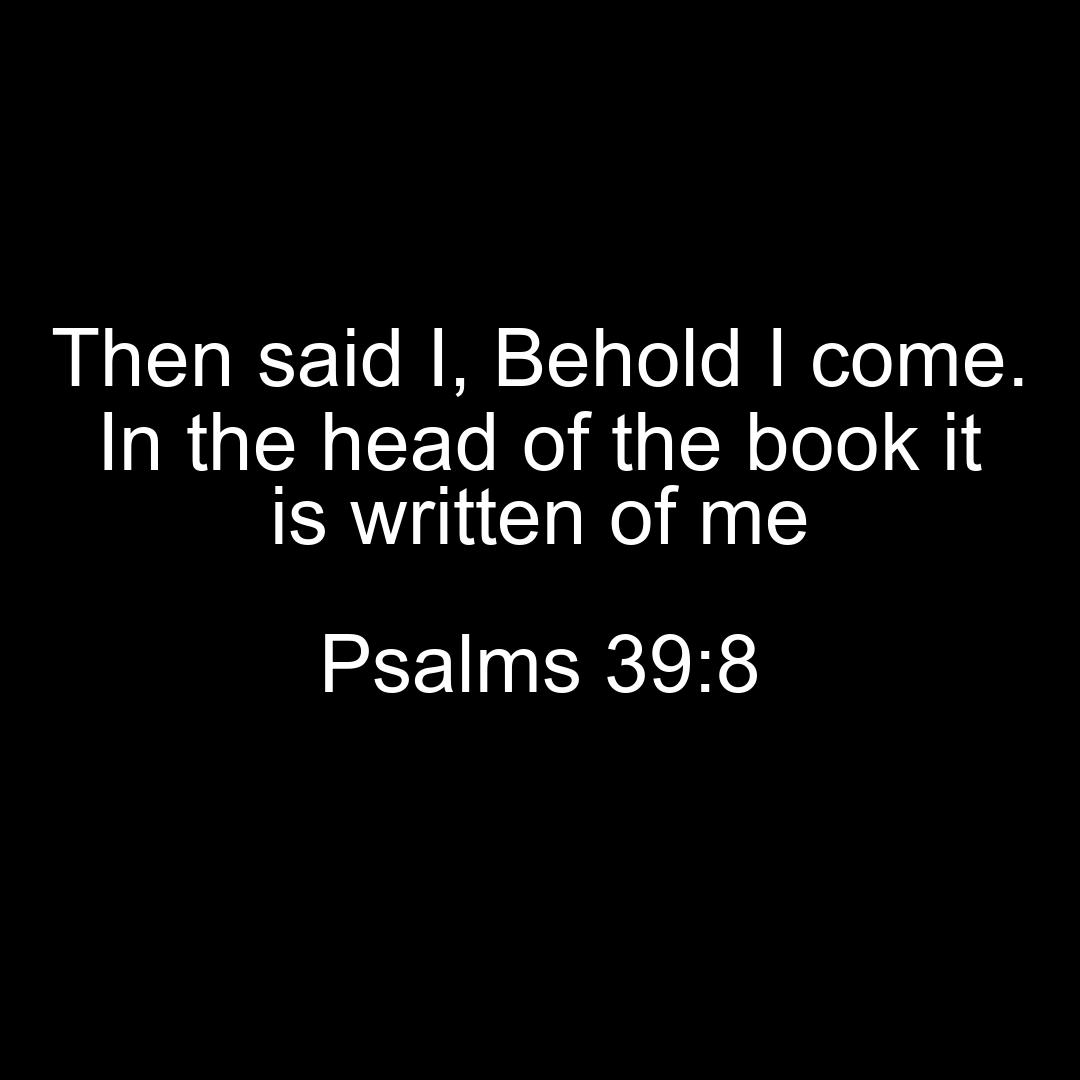 Then said I, Behold I come.
In the head of the book it
is written of me
Psalms 39:8